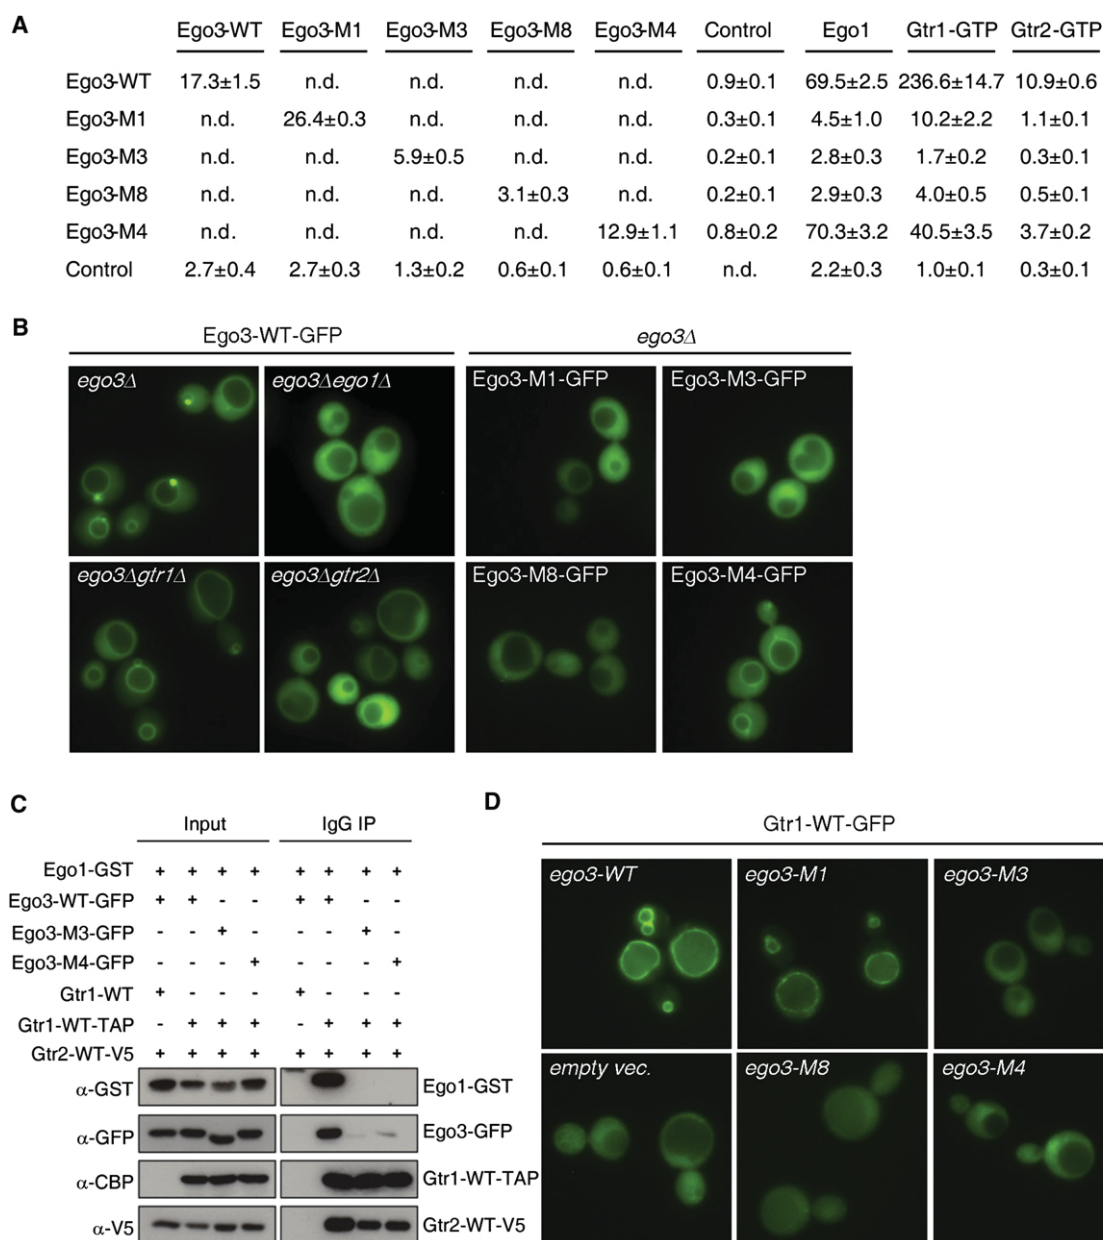 A
Ego3-WT Ego3-M1 Ego3-M3 Ego3-M8 Ego3-M4 Control Ego1 Gtr1-GTP Gtr2-GTP
Ego3-WT 17.3±1.5 n.d. n.d. n.d. n.d. 0.9±0.1 69.5±2.5 236.6±14.7 10.9±0.6
Ego3-M1 n.d. 26.4±0.3 n.d. n.d. n.d. 0.3±0.1 4.5±1.0 10.2±2.2 1.1±0.1
Ego3-M3 n.d. n.d. 5.9±0.5 n.d. n.d. 0.2±0.1 2.8±0.3 1.7±0.2 0.3±0.1
Ego3-M8 n.d. n.d. n.d. 3.1±0.3 n.d. 0.2±0.1 2.9±0.3 4.0±0.5 0.5±0.1
Ego3-M4 n.d. n.d. n.d. n.d. 12.9±1.1 0.8±0.2 70.3±3.2 40.5±3.5 3.7±0.2
Control 2.7±0.4 2.7±0.3 1.3±0.2 0.6±0.1 0.6±0.1 n.d. 2.2±0.3 1.0±0.1 0.3±0.1
B
Ego3-WT-GFP ego3Δ
ego3Δ ego3Δego1Δ Ego3-M1-GFP Ego3-M3-GFP
ego3Δgtr1Δ ego3Δgtr2Δ Ego3-M8-GFP Ego3-M4-GFP
C
Input IgG IP
Ego1-GST + + + + + + + +
Ego3-WT-GFP + + - - + + - -
Ego3-M3-GFP - - + - - - + -
Ego3-M4-GFP - - - + - - - +
Gtr1-WT + - - - + - - -
Gtr1-WT-TAP - + + + - + + +
Gtr2-WT-V5 + + + + + + + +
α-GST Ego1-GST
α-GFP Ego3-GFP
α-CBP Gtr1-WT-TAP
α-V5 Gtr2-WT-V5
D
Gtr1-WT-GFP
ego3-WT ego3-M1 ego3-M3
empty vec. ego3-M8 ego3-M4